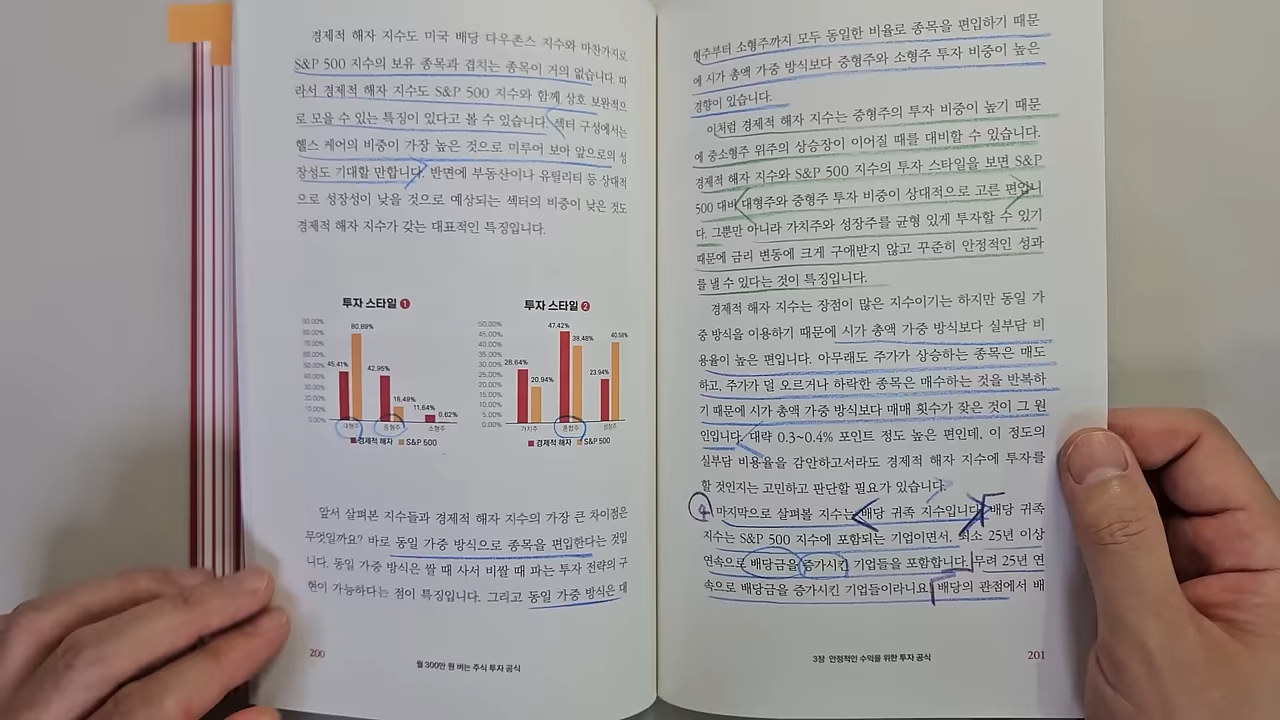 경제적 해자 지수도 미국 배당 다우존스 지수와 마찬가지로
S&P 500 지수의 보유 종목과 겹치는 종목이 거의 없습니다. 따
라서 경제적 해자 지수도 S&P 500 지수와 함께 상호 보완적으
로 모을 수 있는 특징이 있다고 볼 수 있습니다. 섹터 구성에서는
헬스 케어의 비중이 가장 높은 것으로 미루어 보아 앞으로의 성
장성도 기대할 만합니다. 반면에 부동산이나 유틸리티 등 상대적
으로 성장성이 낮을 것으로 예상되는 섹터의 비중이 낮은 것도
경제적 해자 지수가 갖는 대표적인 특징입니다.
투자 스타일 1
90.00%
80.00%
70.00%
60.00%
50.00%
40.00%
30.00%
20.00%
10.00%
0.00%
45.41%
80.89%
42.95%
18.49%
11.64%
0.62%
대형주
중형주
소형주
경제적 해자
S&P 500
투자 스타일 2
50.00%
45.00%
40.00%
35.00%
30.00%
25.00%
20.00%
15.00%
10.00%
5.00%
0.00%
28.64%
20.94%
47.42%
38.48%
23.94%
40.58%
가치주
혼합주
성장주
경제적 해자
S&P 500
앞서 살펴본 지수들과 경제적 해자 지수의 가장 큰 차이점은
무엇일까요? 바로 동일 가중 방식으로 종목을 편입한다는 것입
니다. 동일 가중 방식은 쌀 때 사서 비쌀 때 파는 투자 전략의 구
현이 가능하다는 점이 특징입니다. 그리고 동일 가중 방식은 대
200
월 300만 원 버는 주식 투자 공식
형주부터 소형주까지 모두 동일한 비율로 종목을 편입하기 때문
에 시가 총액 가중 방식보다 중형주와 소형주 투자 비중이 높은
경향이 있습니다.
이처럼 경제적 해자 지수는 중형주의 투자 비중이 높기 때문
에 중소형주 위주의 상승장이 이어질 때를 대비할 수 있습니다.
경제적 해자 지수와 S&P 500 지수의 투자 스타일을 보면 S&P
500 대비 대형주와 중형주 투자 비중이 상대적으로 고른 편입니
다. 그뿐만 아니라 가치주와 성장주를 균형 있게 투자할 수 있기
때문에 금리 변동에 크게 구애받지 않고 꾸준히 안정적인 성과
를 낼 수 있다는 것이 특징입니다.
경제적 해자 지수는 장점이 많은 지수이기는 하지만 동일 가
중 방식을 이용하기 때문에 시가 총액 가중 방식보다 실부담 비
용율이 높은 편입니다. 아무래도 주가가 상승하는 종목은 매도
하고, 주가가 덜 오르거나 하락한 종목은 매수하는 것을 반복하
기 때문에 시가 총액 가중 방식보다 매매 횟수가 잦은 것이 그 원
인입니다. 대략 0.3~0.4% 포인트 정도 높은 편인데, 이 정도의
실부담 비용율을 감안하고서라도 경제적 해자 지수에 투자를
할 것인지는 고민하고 판단할 필요가 있습니다.
④ 마지막으로 살펴볼 지수는 배당 귀족 지수입니다. 배당 귀족
지수는 S&P 500 지수에 포함되는 기업이면서, 최소 25년 이상
연속으로 배당금을 증가시킨 기업들을 포함합니다. 무려 25년 연
속으로 배당금을 증가시킨 기업들이라니요. 배당의 관점에서 배
3장 안정적인 수익을 위한 투자 공식
201